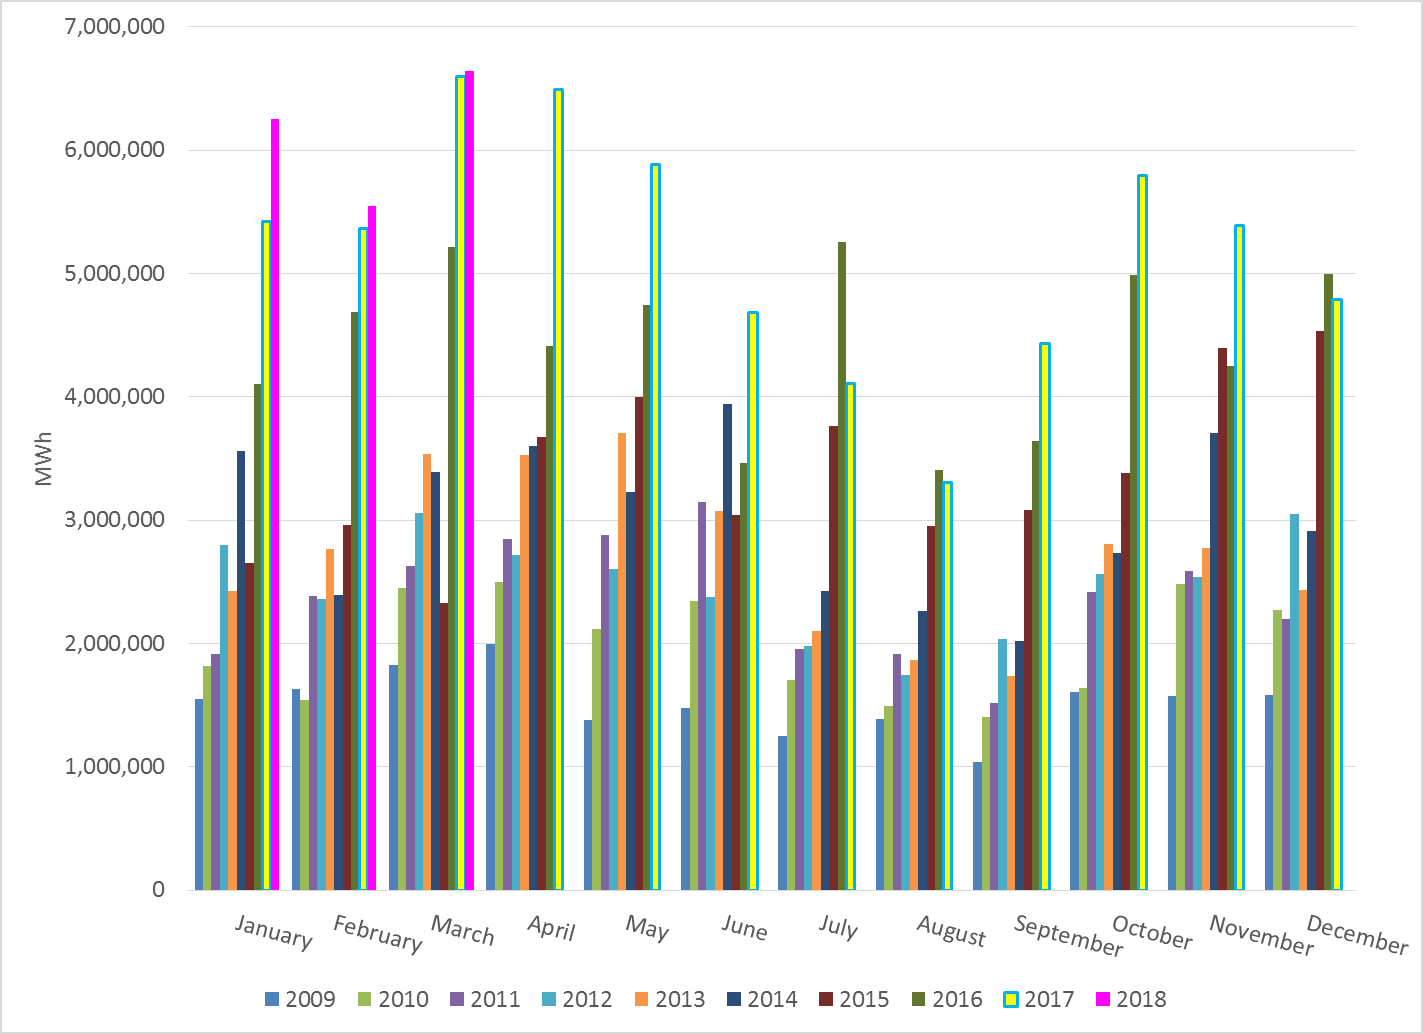 7,000,000
6,000,000
5,000,000
4,000,000
3,000,000
2,000,000
1,000,000
0
MWh
January February March April May June July August September October November December
2009 2010 2011 2012 2013 2014 2015 2016 2017 2018